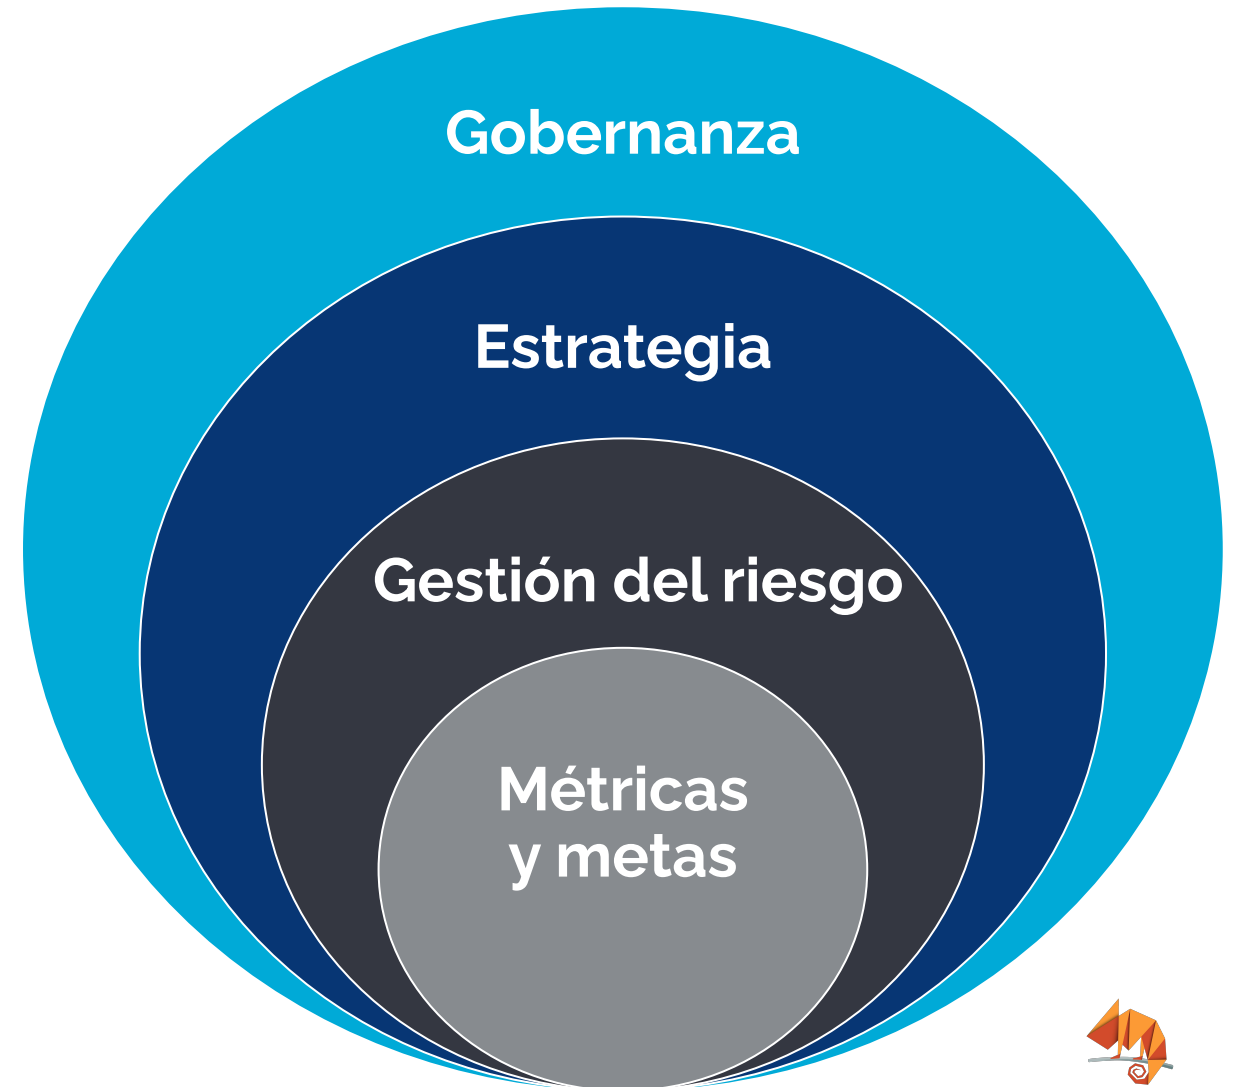 Gobernanza
Estrategia
Gestión del riesgo
Métricas
y metas